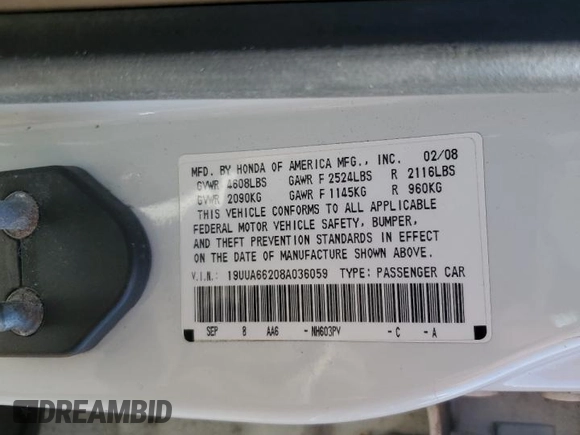 MFD. BY HONDA OF AMERICA MFG., INC. 02/08
GVWR 4608LBS GAWR F 2524LBS R 2116LBS
GVWR 2090KG GAWR F 1145KG R 960KG
THIS VEHICLE CONFORMS TO ALL APPLICABLE
FEDERAL MOTOR VEHICLE SAFETY, BUMPER,
AND THEFT PREVENTION STANDARDS IN EFFECT
ON THE DATE OF MANUFACTURE SHOWN ABOVE.
V.I.N.: 19UUA66208A036059 TYPE: PASSENGER CAR
SEP 8 AA6 - NH603PV - C - A
DREAMBID